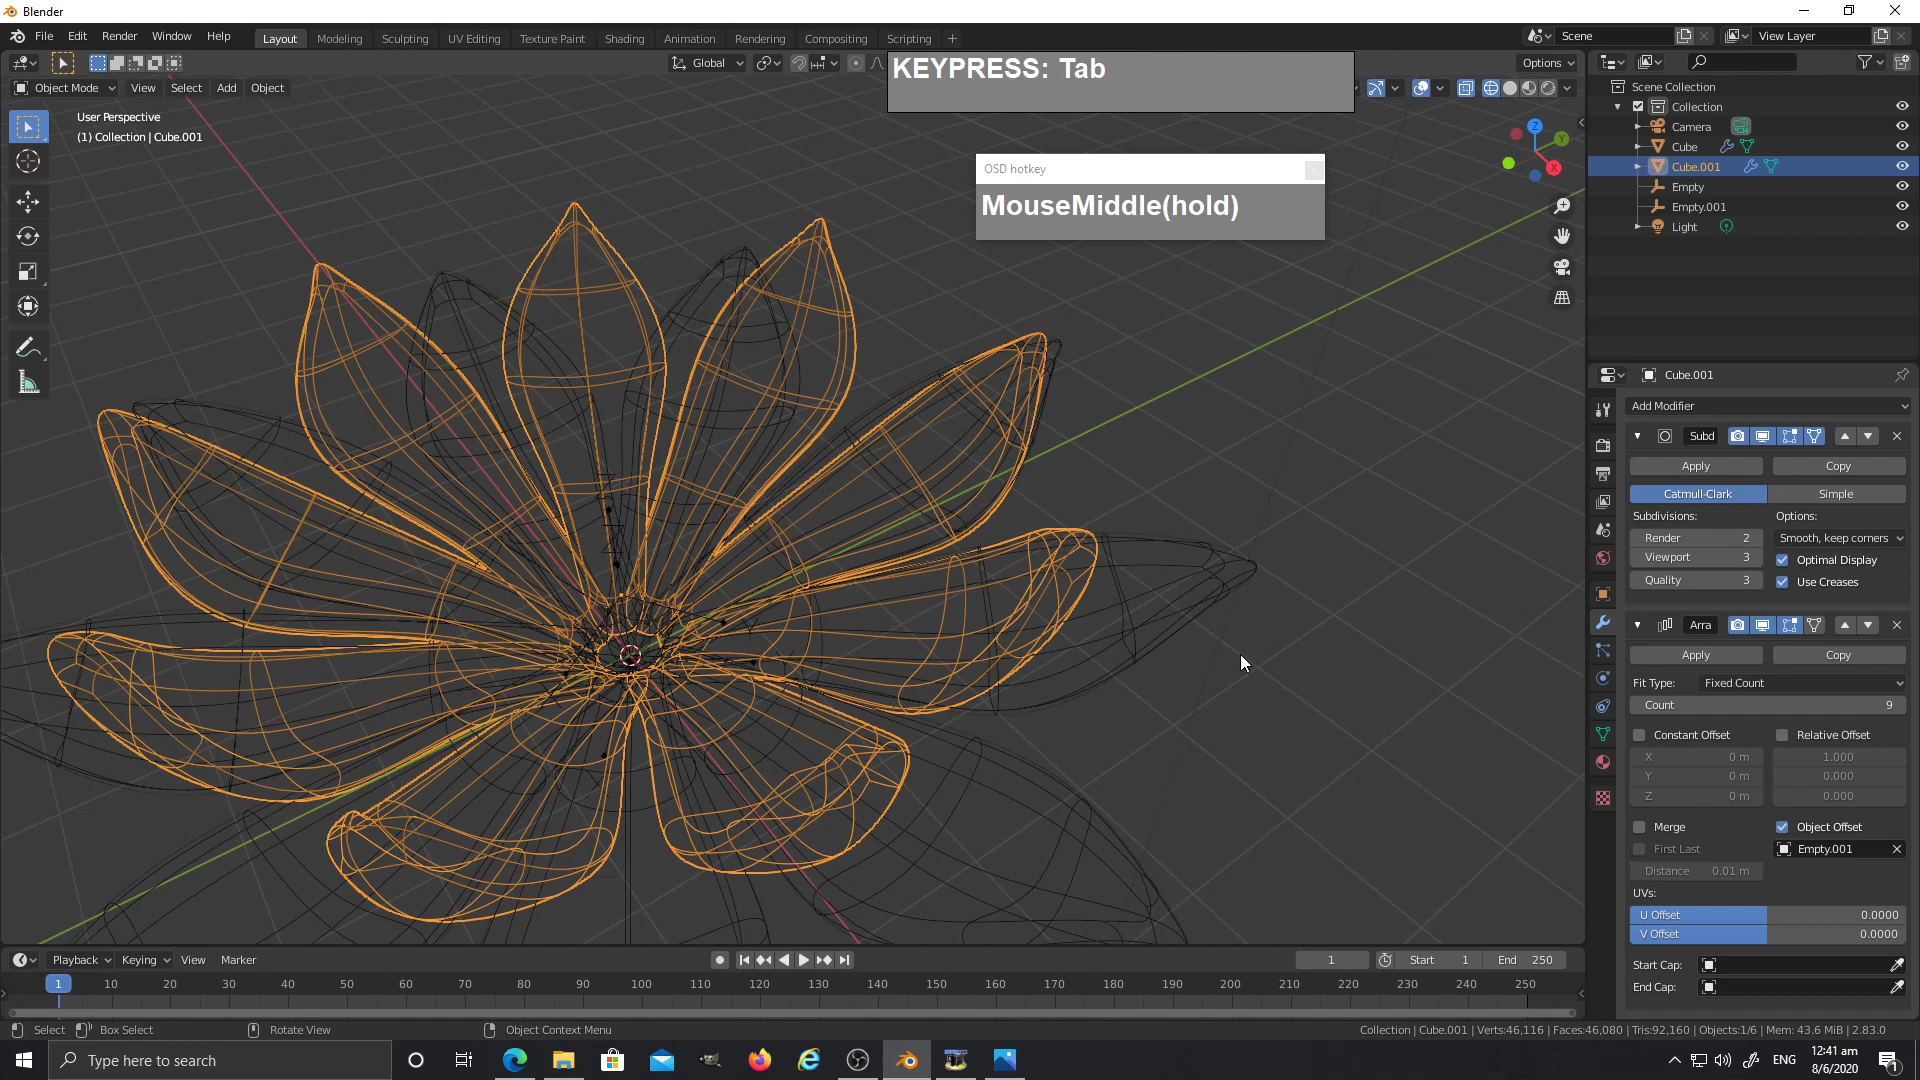 Blender
File Edit Render Window Help
Layout Modeling Sculpting UV Editing Texture Paint Shading Animation Rendering Compositing Scripting
Scene
View Layer
Global
KEYPRESS: Tab
Options
Object Mode View Select Add Object
User Perspective
(1) Collection | Cube.001
OSD hotkey
MouseMiddle(hold)
Z
Y
X
Scene Collection
Collection
Camera
Cube
Cube.001
Empty
Empty.001
Light
Cube.001
Add Modifier
Subd
Apply Copy
Catmull-Clark Simple
Subdivisions: Options:
Render 2 Smooth, keep corners
Viewport 3 Optimal Display
Quality 3 Use Creases
Arra
Apply Copy
Fit Type: Fixed Count
Count 9
Constant Offset Relative Offset
X 0 m 1.000
Y 0 m 0.000
Z 0 m 0.000
Merge Object Offset
First Last Empty.001
Distance 0.01 m
UVs:
U Offset 0.0000
V Offset 0.0000
Start Cap:
End Cap:
Playback Keying View Marker
1 Start 1 End 250
1 10 20 30 40 50 60 70 80 90 100 110 120 130 140 150 160 170 180 190 200 210 220 230 240 250
Select Box Select Rotate View Object Context Menu
Collection | Cube.001 | Verts:46,116 | Faces:46,080 | Tris:92,160 | Objects:1/6 | Mem: 43.6 MiB | 2.83.0
Type here to search
ENG
12:41 am
8/6/2020
1